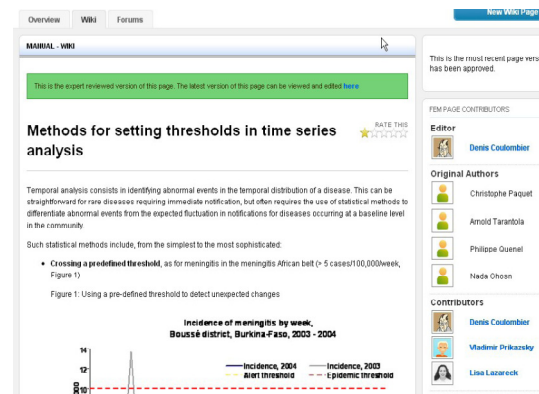 Overview Wiki Forums
New Wiki Page
MANUAL - WIKI
This is the most recent page vers
has been approved.
This is the expert reviewed version of this page. The latest version of this page can be viewed and edited here
FEM PAGE CONTRIBUTORS
Methods for setting thresholds in time series
analysis
RATE THIS
Editor
Denis Coulombier
Original Authors
Christophe Paquet
Arnold Tarantola
Philippe Quenel
Nada Ghosn
Contributors
Denis Coulombier
Vladimir Prikazsky
Lisa Lazareck
Temporal analysis consists in identifying abnormal events in the temporal distribution of a disease. This can be
straightforward for rare diseases requiring immediate notification, but often requires the use of statistical methods to
differentiate abnormal events from the expected fluctuation in notifications for diseases occurring at a baseline level
in the community.
Such statistical methods include, from the simplest to the most sophisticated:
• Crossing a predefined threshold, as for meningitis in the meningitis African belt (> 5 cases/100,000/week,
Figure 1)
Figure 1: Using a pre-defined threshold to detect unexpected changes
Incidence of meningitis by week,
Boussé district, Burkina-Faso, 2003 - 2004
14
12
10
000
Incidence, 2004 Incidence, 2003
Alert threshold Epidemic threshold